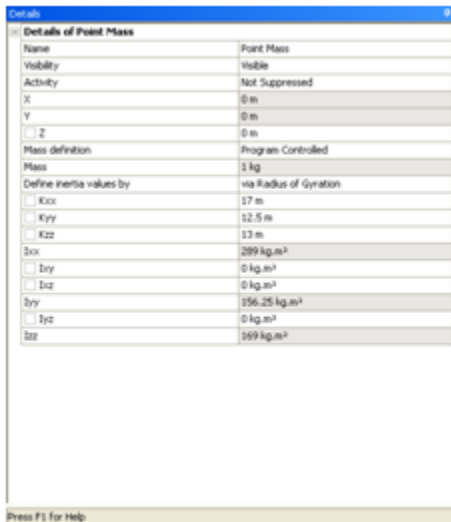 Details
Details of Point Mass
Name Point Mass
Visibility Visible
Activity Not Suppressed
X 0 m
Y 0 m
Z 0 m
Mass definition Program Controlled
Mass 1 kg
Define inertia values by via Radius of Gyration
Kxx 17 m
Kyy 12.5 m
Kzz 13 m
Ixx 289 kg.m²
Ixy 0 kg.m²
Ixz 0 kg.m²
Iyy 156.25 kg.m²
Iyz 0 kg.m²
Izz 169 kg.m²
Press F1 for Help